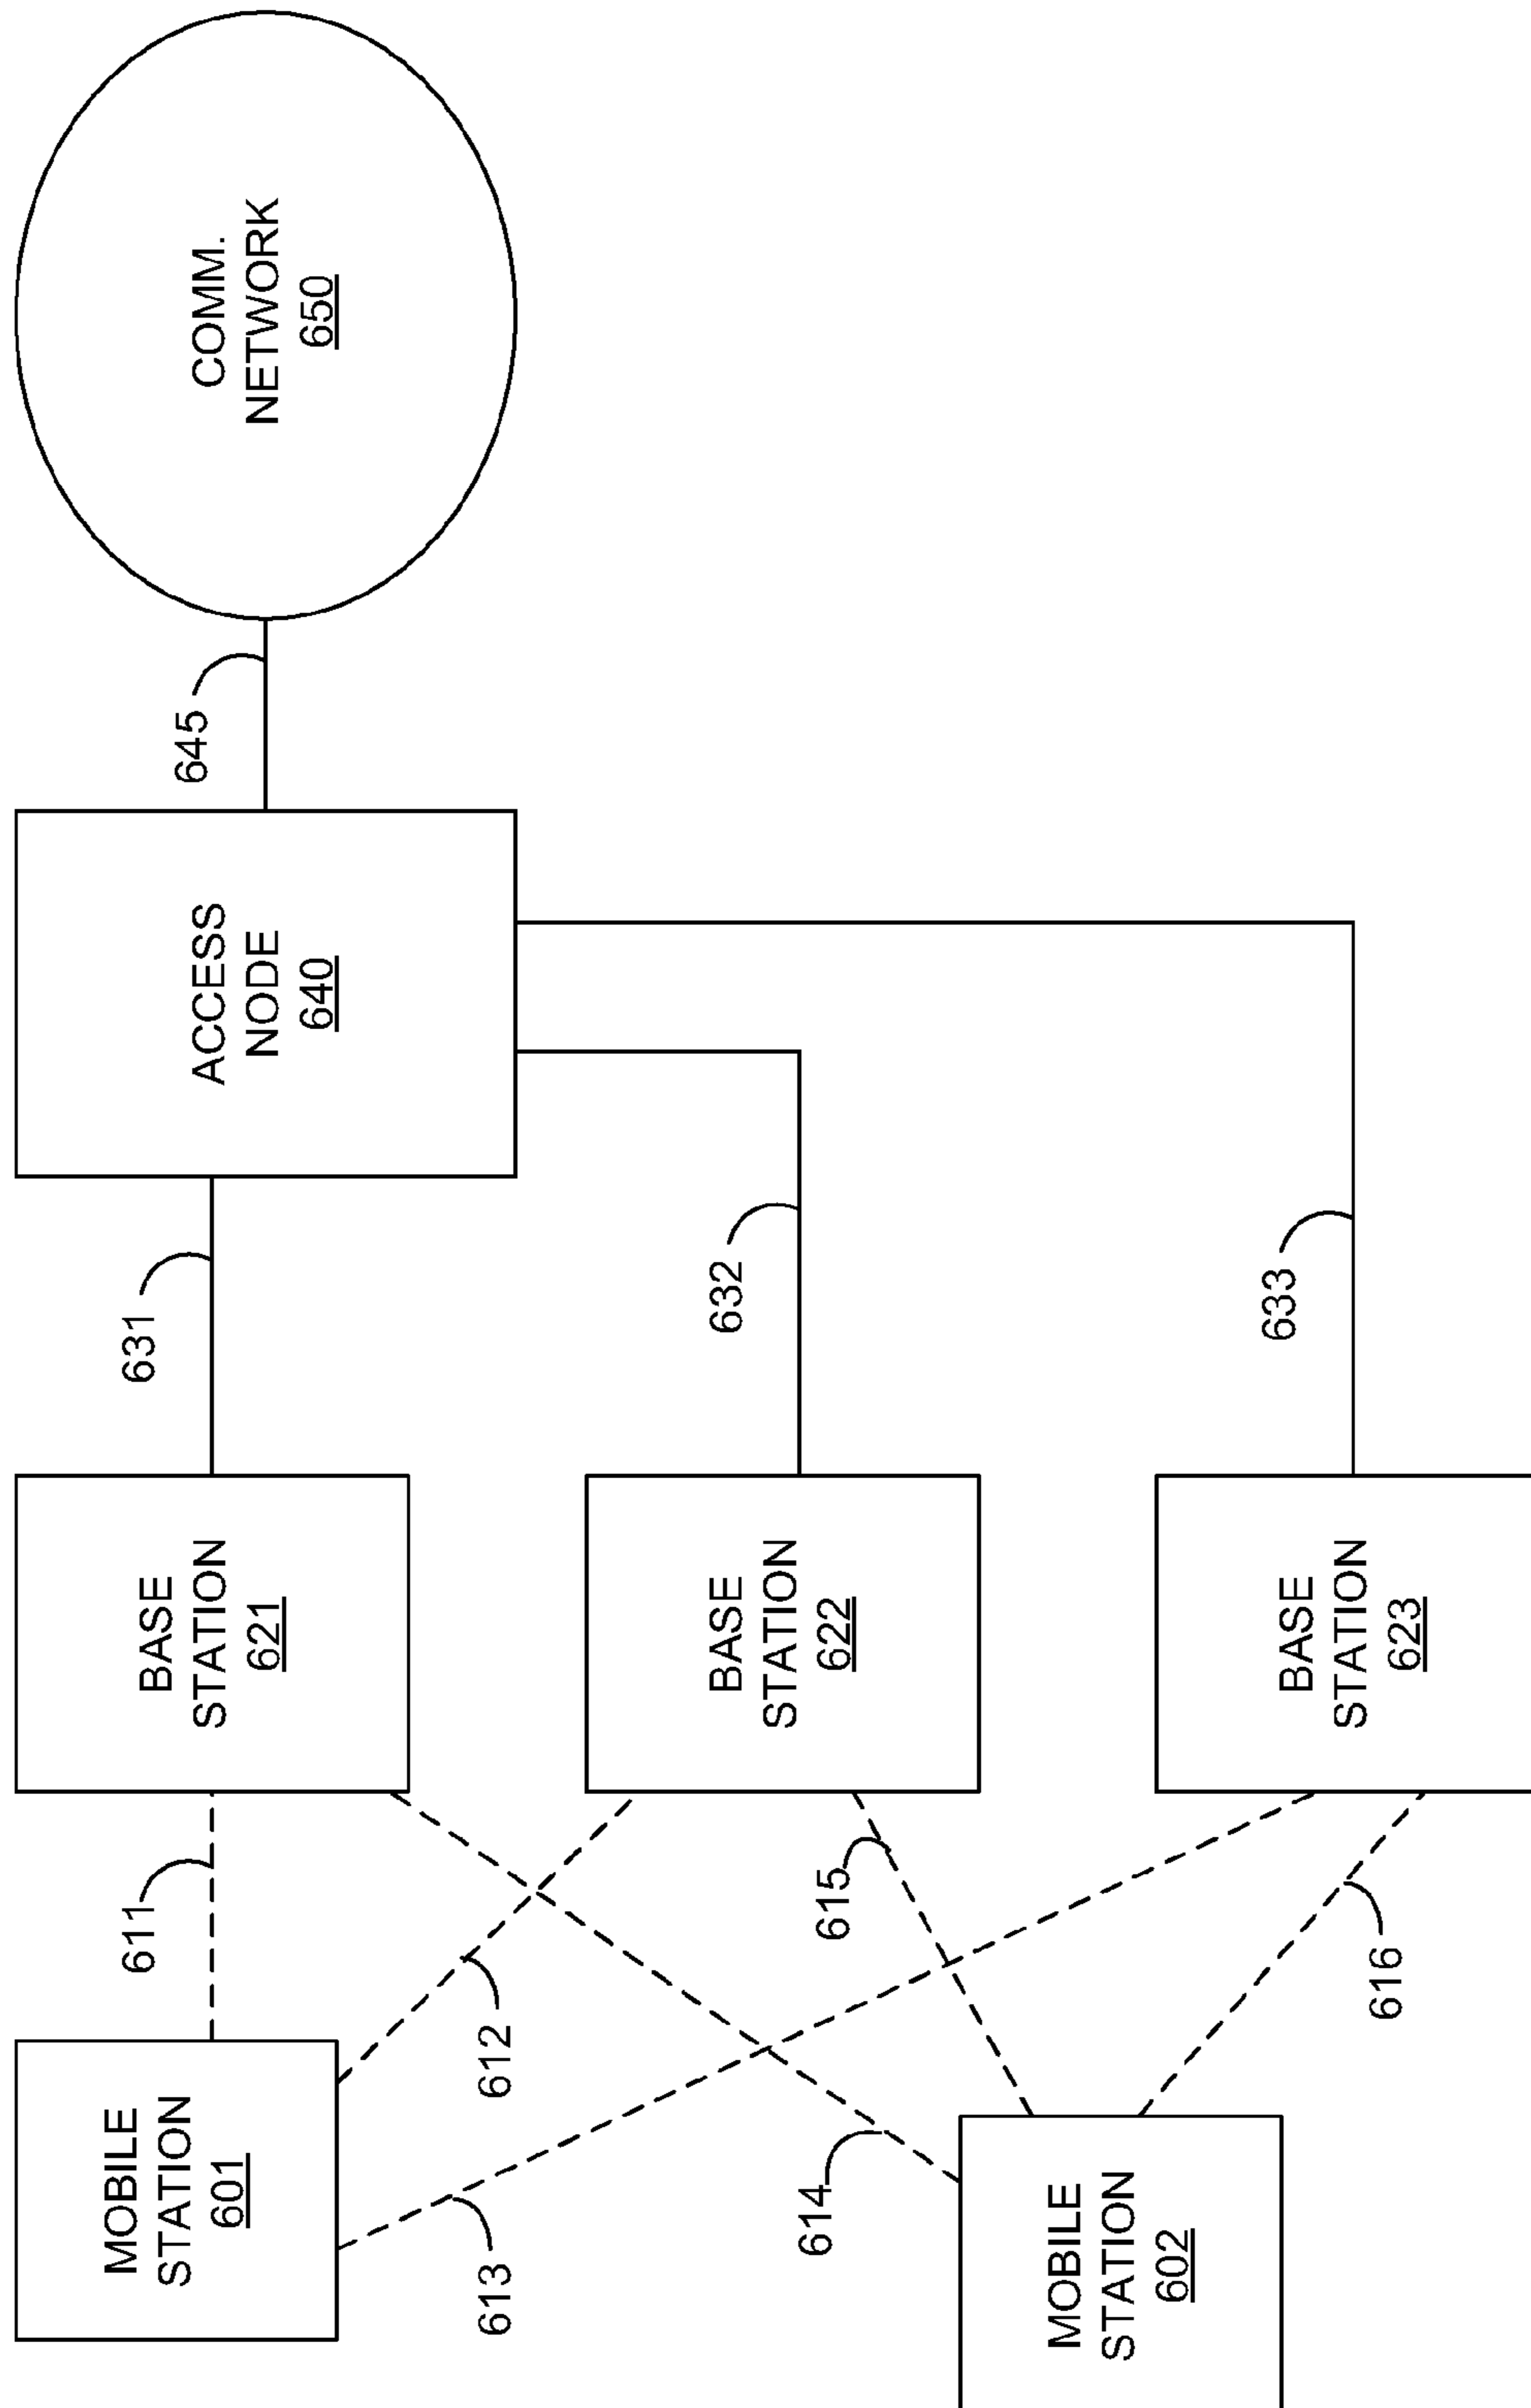 MOBILE
STATION
601
611
612
613
MOBILE
STATION
602
614
615
616
BASE
STATION
621
BASE
STATION
622
BASE
STATION
623
631
632
633
ACCESS
NODE
640
645
COMM.
NETWORK
650